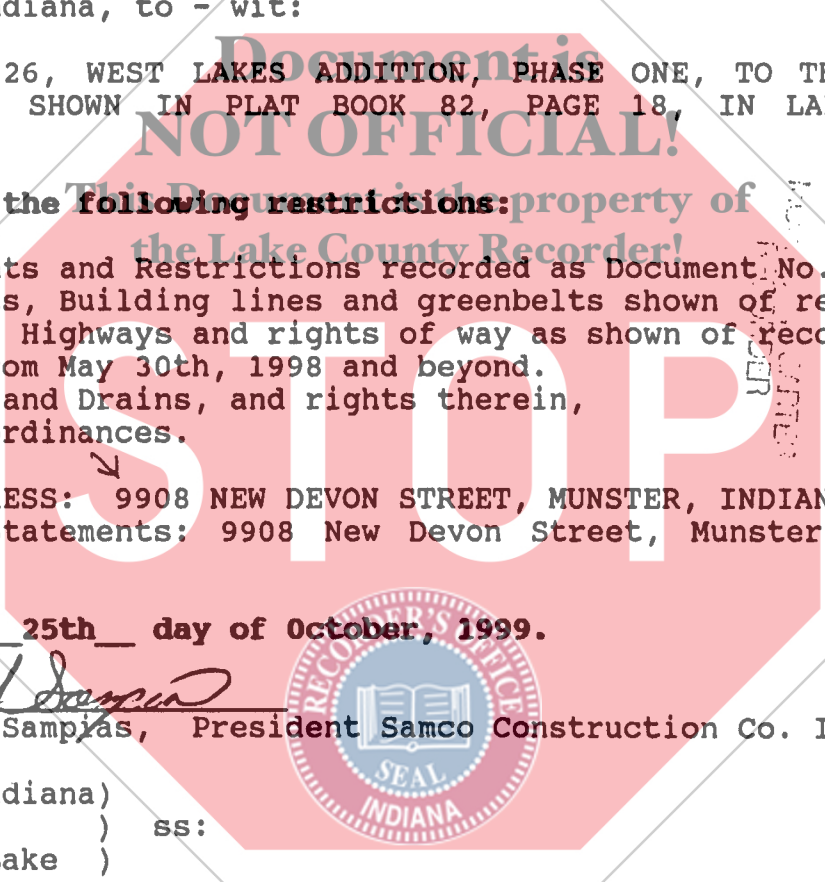 diana, to - wit:
Document is
26, WEST LAKES ADDITION, PHASE ONE, TO TH
SHOWN IN PLAT BOOK 82, PAGE 18, IN LA
NOT OFFICIAL!
the following restrictions:
This Document is the property of
the Lake County Recorder!
ts and Restrictions recorded as Document No.
s, Building lines and greenbelts shown of re
Highways and rights of way as shown of reco
om May 30th, 1998 and beyond.
and Drains, and rights therein,
rdinances.
STOP
ESS: 9908 NEW DEVON STREET, MUNSTER, INDIAN
tatements: 9908 New Devon Street, Munster
25th__ day of October, 1999.
Sampias, President Samco Construction Co. I
RECORDER'S OFFICE
SEAL
INDIANA
diana)
) ss:
ake )